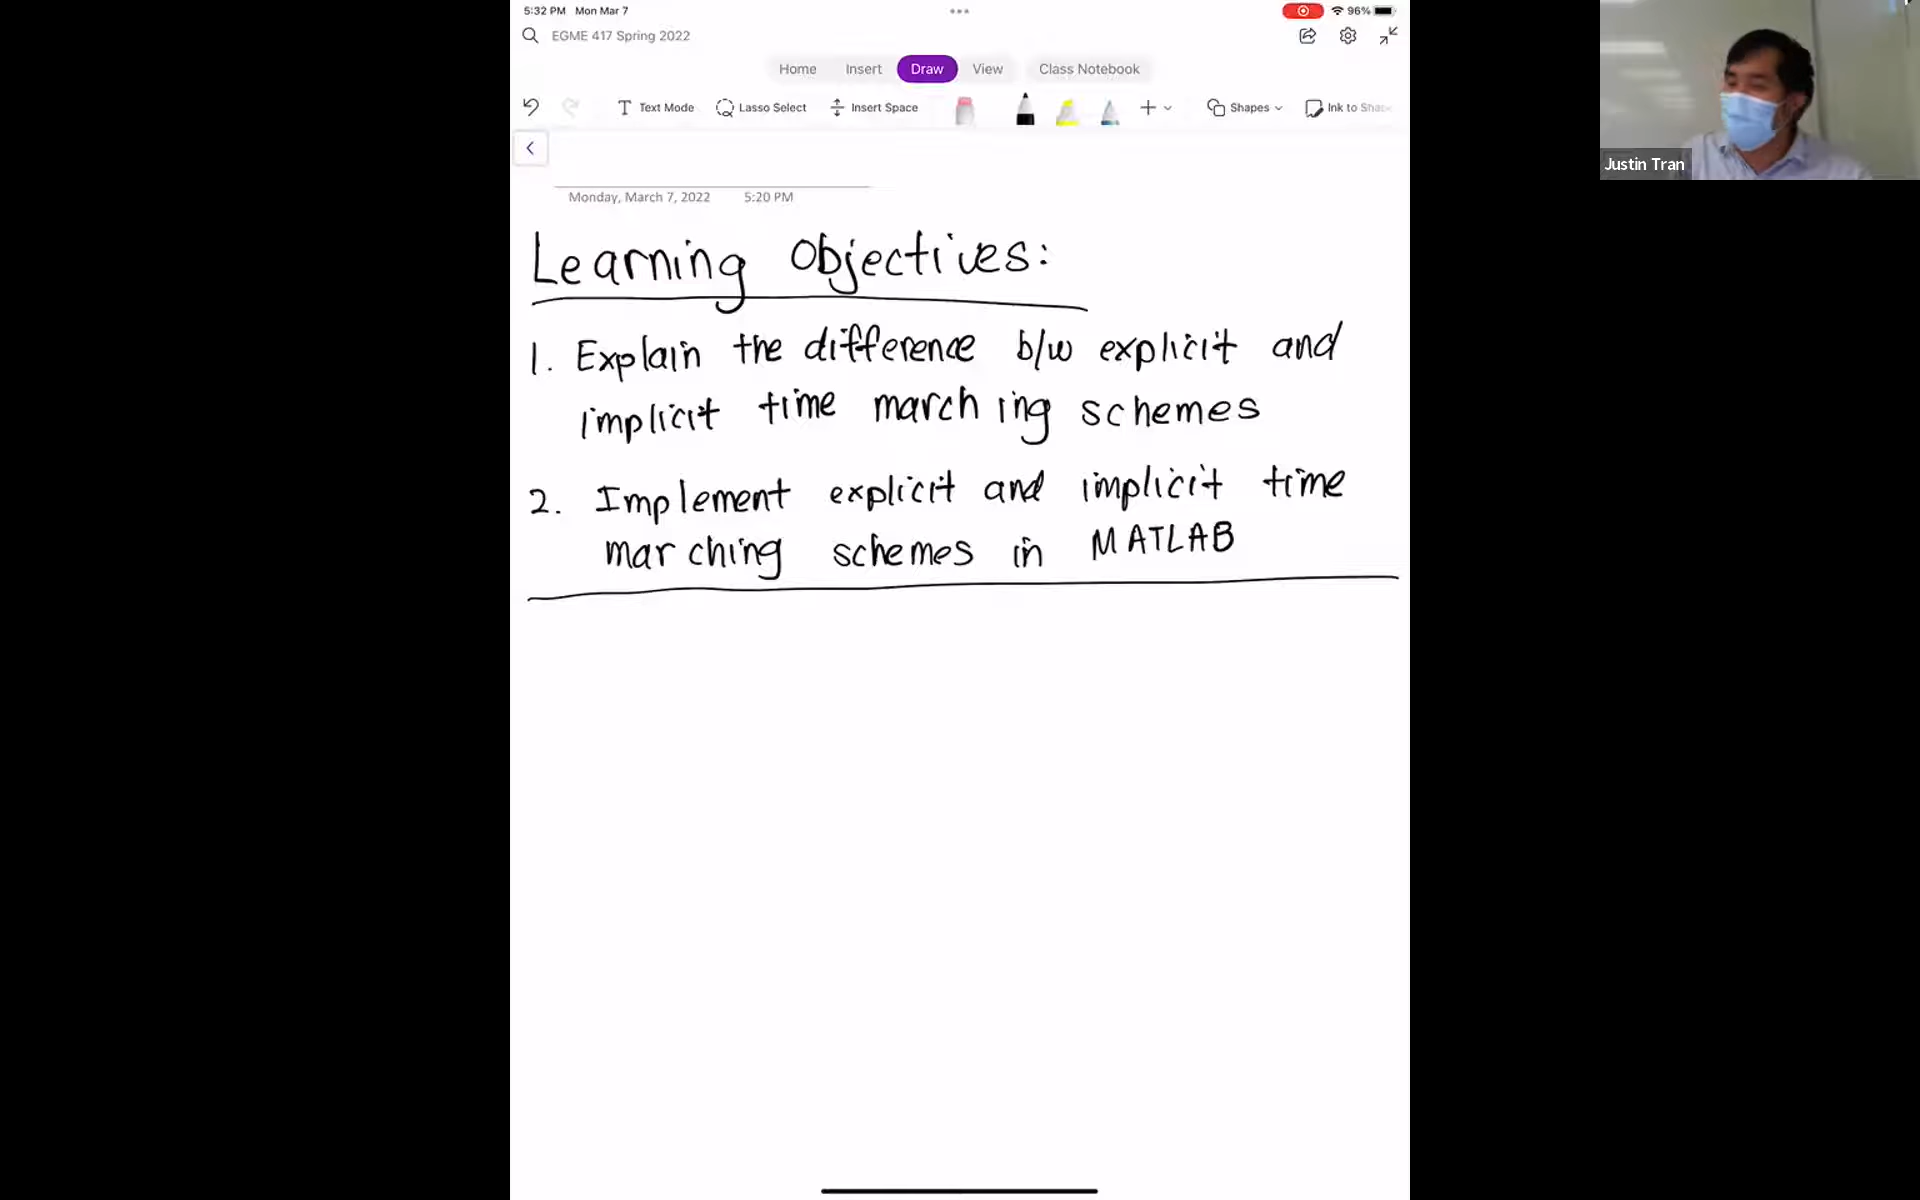 5:32 PM Mon Mar 7
96%
EGME 417 Spring 2022
Home Insert Draw View Class Notebook
Text Mode Lasso Select Insert Space Shapes Ink to Shape
Monday, March 7, 2022 5:20 PM
Learning Objectives:
1. Explain the difference b/w explicit and
implicit time marching schemes
2. Implement explicit and implicit time
marching schemes in MATLAB
Justin Tran